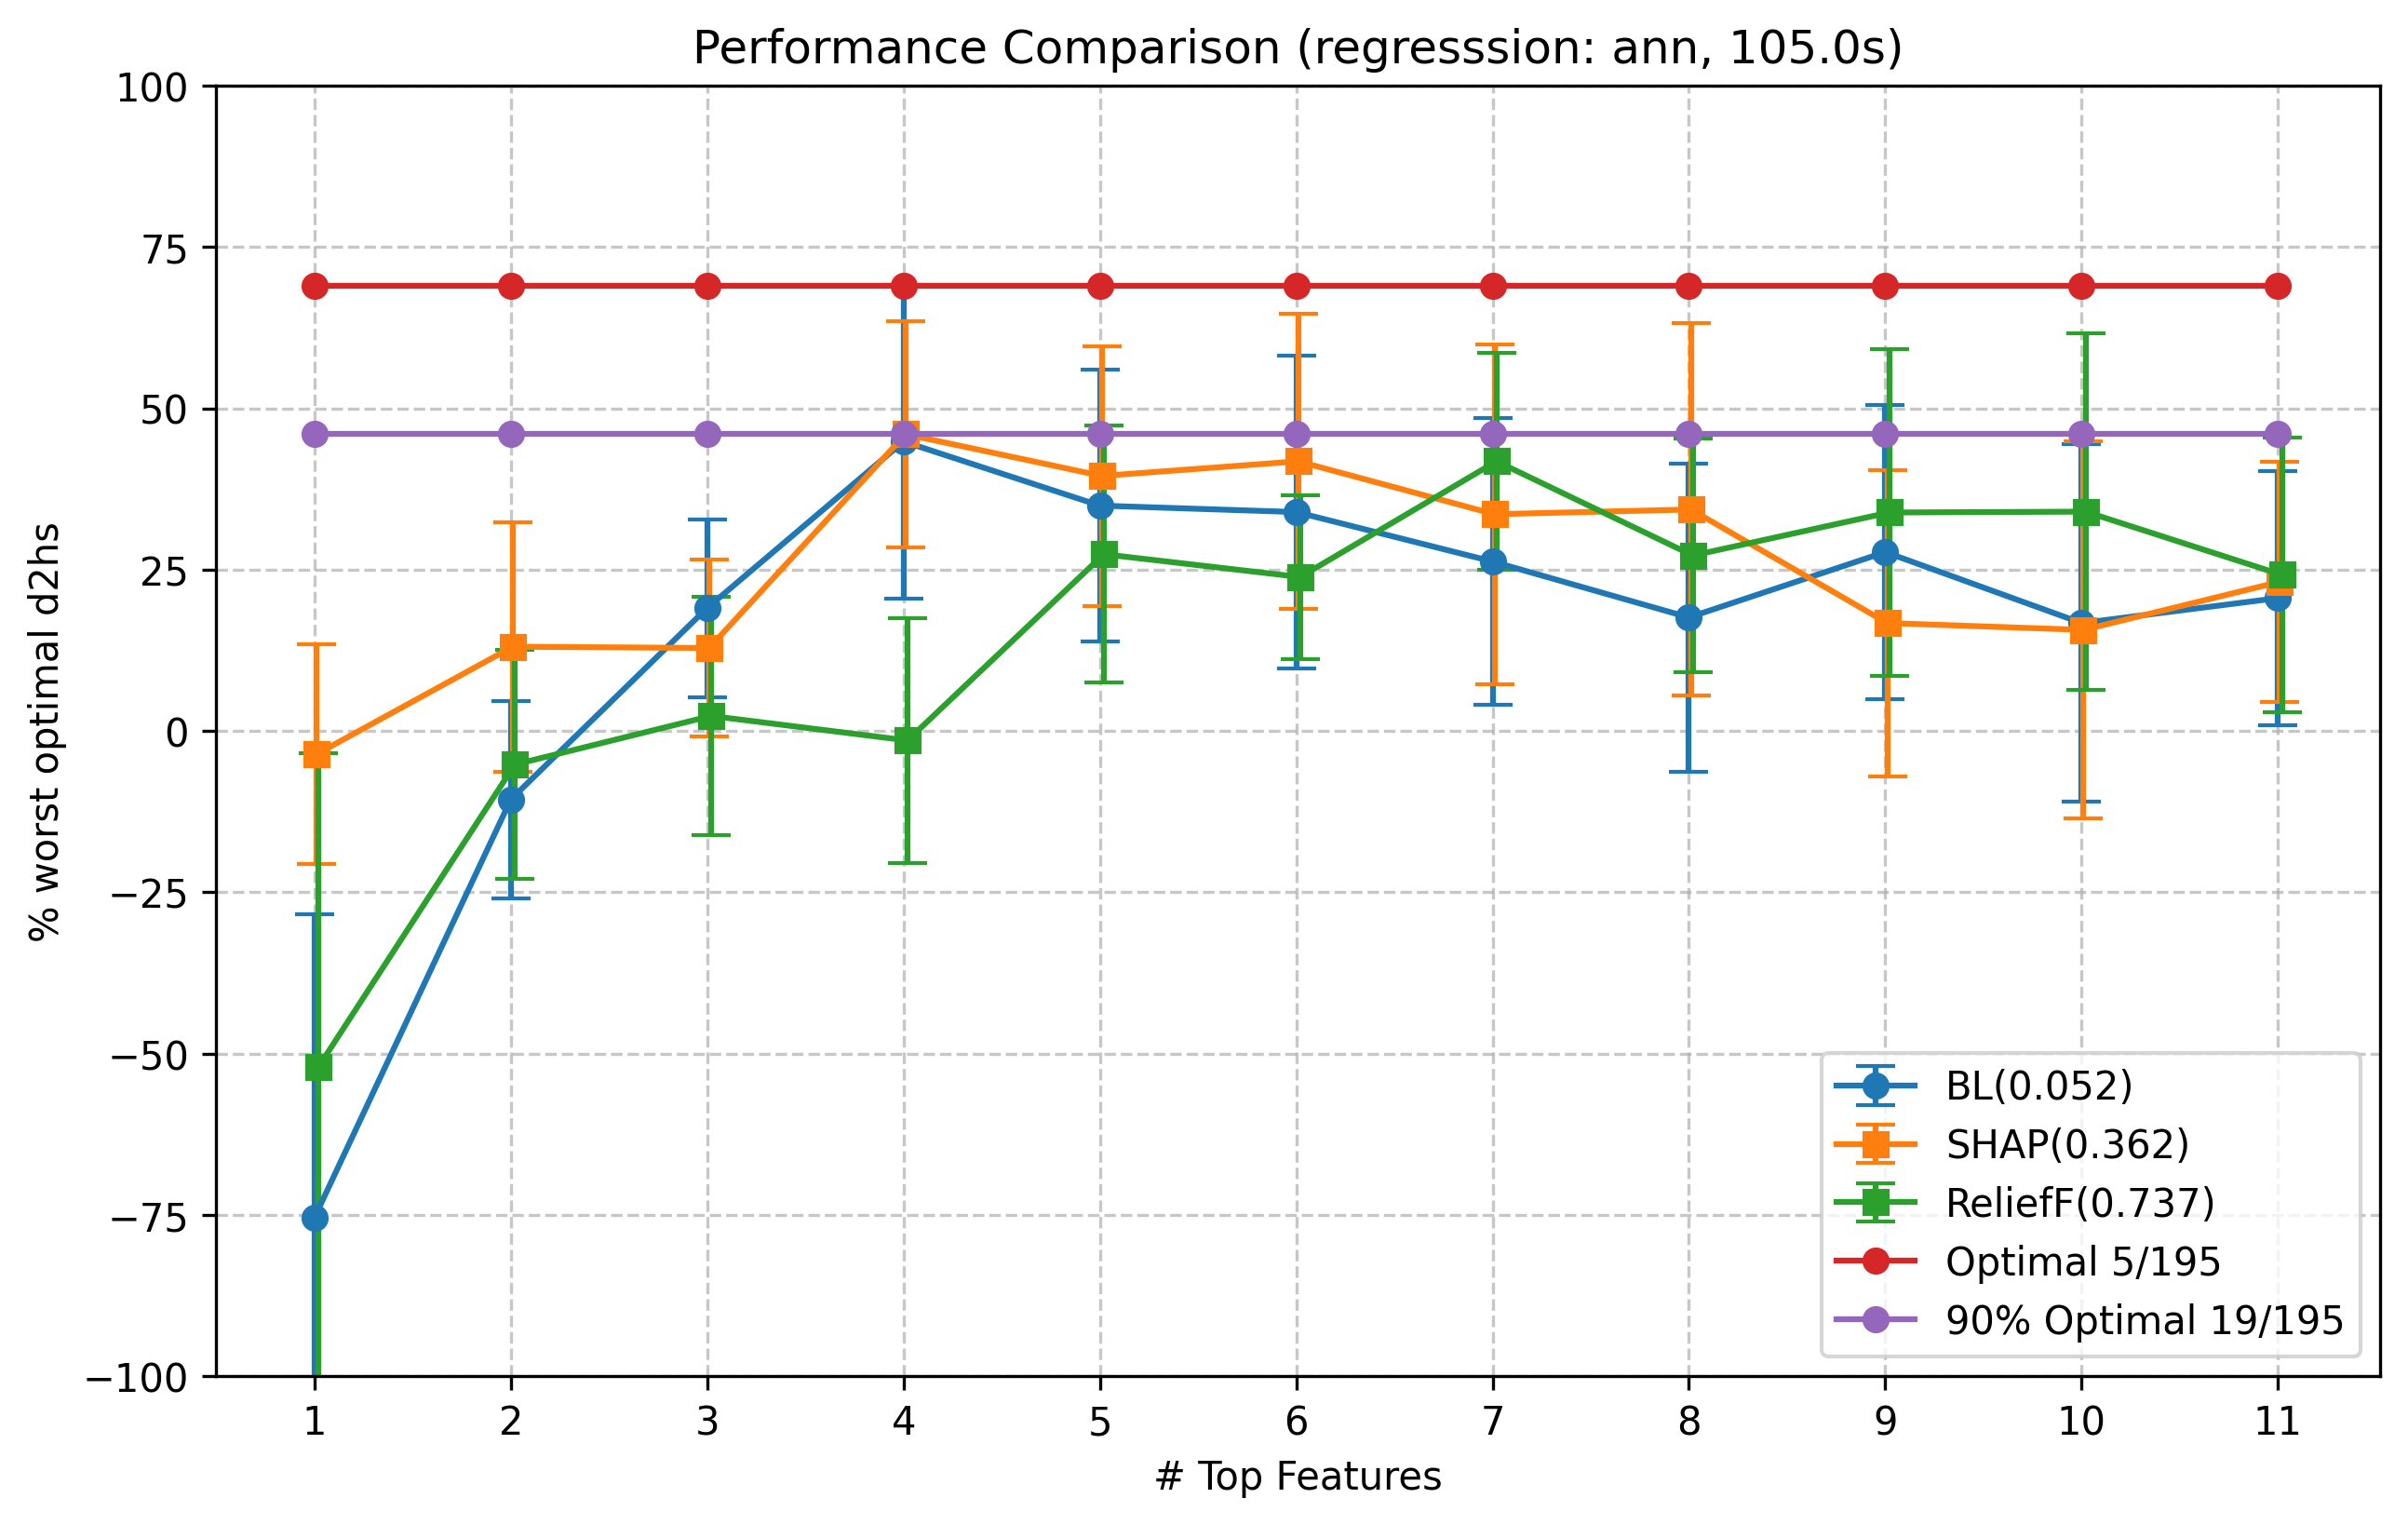 Performance Comparison (regresssion: ann, 105.0s)
% worst optimal d2hs
100
75
50
25
0
−25
−50
−75
−100
1 2 3 4 5 6 7 8 9 10 11
# Top Features
BL(0.052)
SHAP(0.362)
ReliefF(0.737)
Optimal 5/195
90% Optimal 19/195